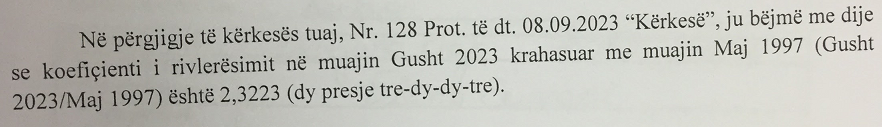 Në përgjigje të kërkesës tuaj, Nr. 128 Prot. të dt. 08.09.2023 “Kërkesë”, ju bëjmë me dije
se koefiçienti i rivlerësimit në muajin Gusht 2023 krahasuar me muajin Maj 1997 (Gusht
2023/Maj 1997) është 2,3223 (dy presje tre-dy-dy-tre).